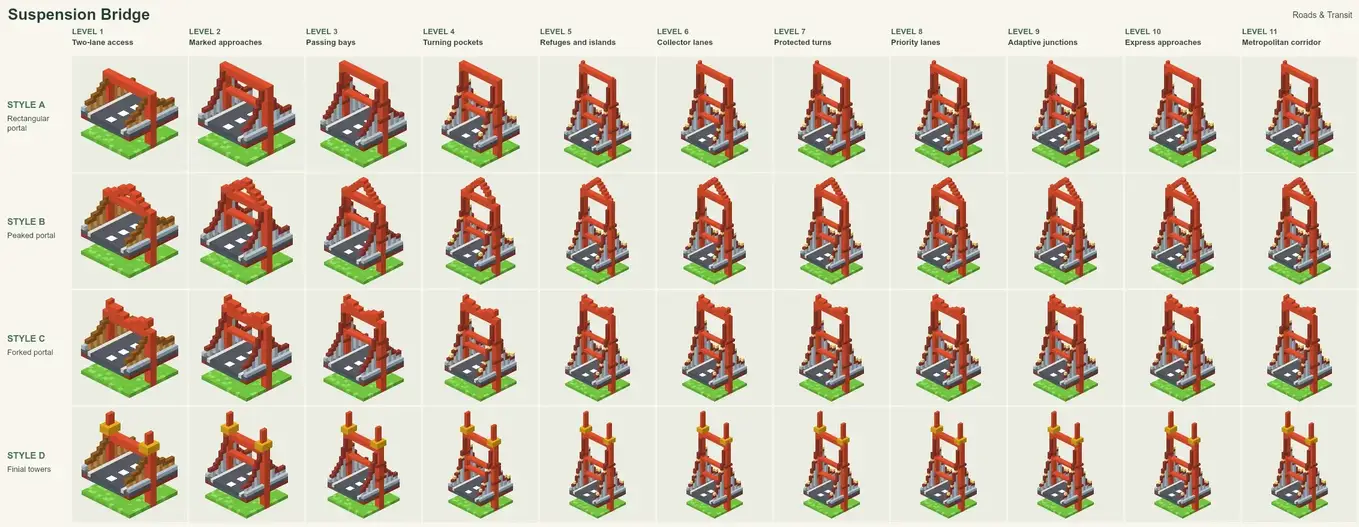 Suspension Bridge
Roads & Transit
LEVEL 1
Two-lane access
LEVEL 2
Marked approaches
LEVEL 3
Passing bays
LEVEL 4
Turning pockets
LEVEL 5
Refuges and islands
LEVEL 6
Collector lanes
LEVEL 7
Protected turns
LEVEL 8
Priority lanes
LEVEL 9
Adaptive junctions
LEVEL 10
Express approaches
LEVEL 11
Metropolitan corridor
STYLE A
Rectangular
portal
STYLE B
Peaked portal
STYLE C
Forked portal
STYLE D
Finial towers